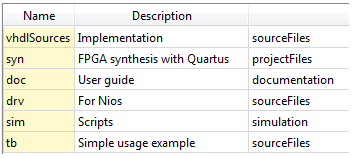 Name Description
vhdlSources Implementation sourceFiles
syn FPGA synthesis with Quartus projectFiles
doc User guide documentation
drv For Nios sourceFiles
sim Scripts simulation
tb Simple usage example sourceFiles